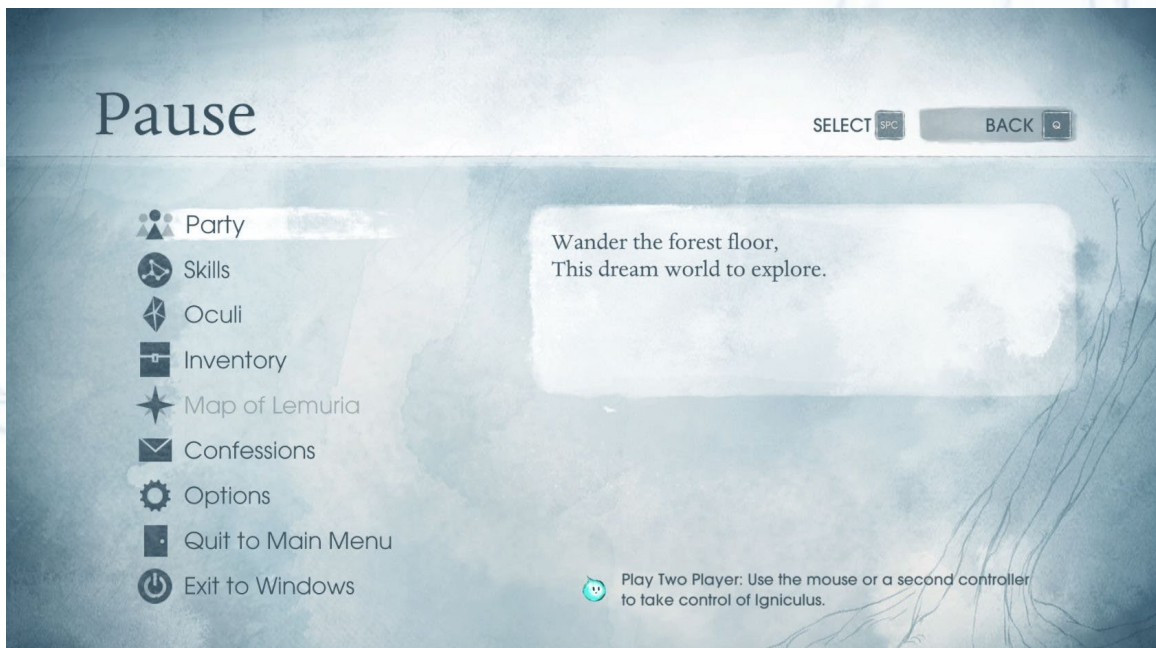 Pause
SELECT SPC
BACK Q
Party
Skills
Oculi
Inventory
Map of Lemuria
Confessions
Options
Quit to Main Menu
Exit to Windows
Wander the forest floor,
This dream world to explore.
Play Two Player: Use the mouse or a second controller
to take control of Igniculus.